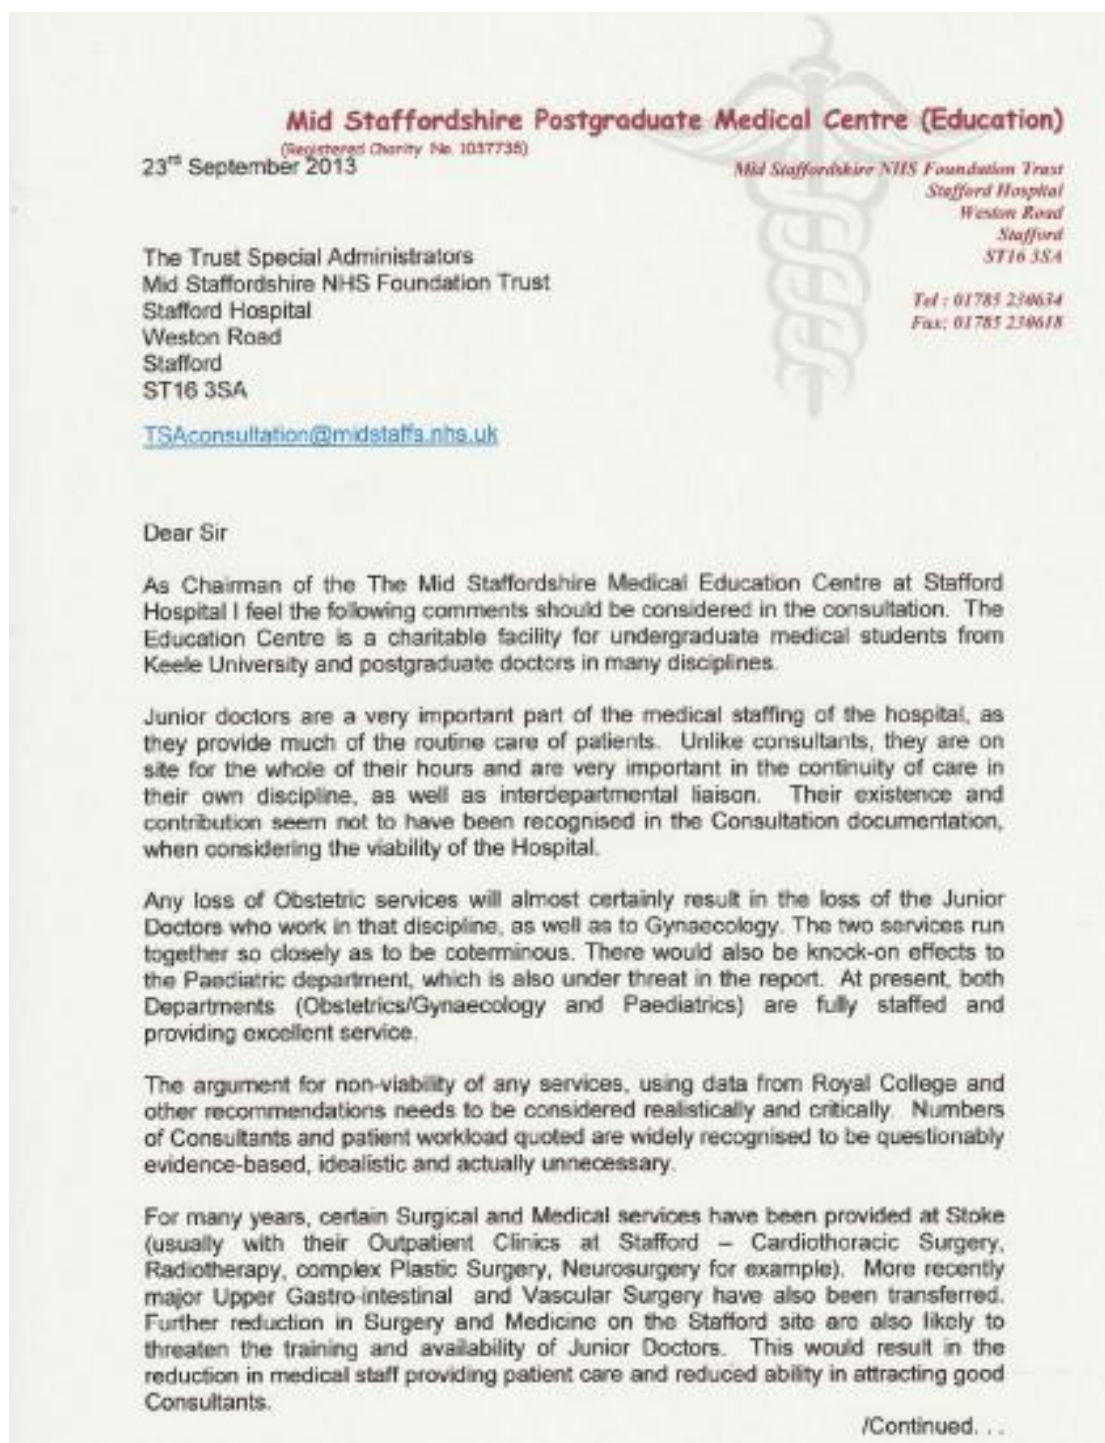 Mid Staffordshire Postgraduate Medical Centre (Education)
(Registered Charity No. 1037735)
23rd September 2013
Mid Staffordshire NHS Foundation Trust
Stafford Hospital
Weston Road
Stafford
ST16 3SA
Tel : 01785 230634
Fax: 01785 230618
The Trust Special Administrators
Mid Staffordshire NHS Foundation Trust
Stafford Hospital
Weston Road
Stafford
ST16 3SA
TSAconsultation@midstaffs.nhs.uk
Dear Sir
As Chairman of the The Mid Staffordshire Medical Education Centre at Stafford
Hospital I feel the following comments should be considered in the consultation. The
Education Centre is a charitable facility for undergraduate medical students from
Keele University and postgraduate doctors in many disciplines.
Junior doctors are a very important part of the medical staffing of the hospital, as
they provide much of the routine care of patients. Unlike consultants, they are on
site for the whole of their hours and are very important in the continuity of care in
their own discipline, as well as interdepartmental liaison. Their existence and
contribution seem not to have been recognised in the Consultation documentation,
when considering the viability of the Hospital.
Any loss of Obstetric services will almost certainly result in the loss of the Junior
Doctors who work in that discipline, as well as to Gynaecology. The two services run
together so closely as to be coterminous. There would also be knock-on effects to
the Paediatric department, which is also under threat in the report. At present, both
Departments (Obstetrics/Gynaecology and Paediatrics) are fully staffed and
providing excellent service.
The argument for non-viability of any services, using data from Royal College and
other recommendations needs to be considered realistically and critically. Numbers
of Consultants and patient workload quoted are widely recognised to be questionably
evidence-based, idealistic and actually unnecessary.
For many years, certain Surgical and Medical services have been provided at Stoke
(usually with their Outpatient Clinics at Stafford – Cardiothoracic Surgery,
Radiotherapy, complex Plastic Surgery, Neurosurgery for example). More recently
major Upper Gastro-intestinal and Vascular Surgery have also been transferred.
Further reduction in Surgery and Medicine on the Stafford site are also likely to
threaten the training and availability of Junior Doctors. This would result in the
reduction in medical staff providing patient care and reduced ability in attracting good
Consultants.
/Continued. . .